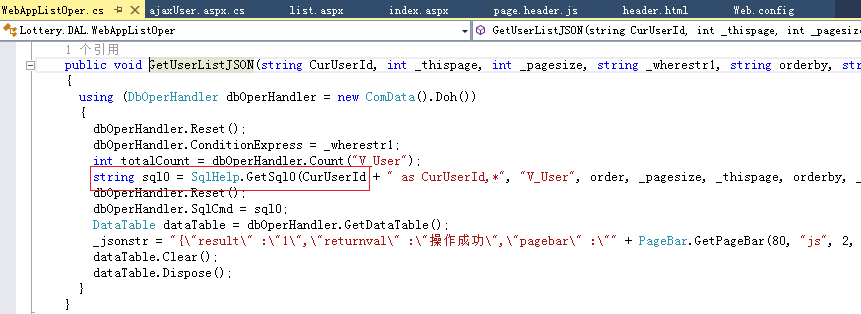 WebAppListOper.cs ajaxUser.aspx.cs list.aspx index.aspx page.header.js header.html Web.config
Lottery.DAL.WebAppListOper GetUserListJSON(string CurUserId, int _thispage, int _pagesize
1 个引用
public void GetUserListJSON(string CurUserId, int _thispage, int _pagesize, string _wherestr1, string orderby, st
{
using (DbOperHandler dbOperHandler = new ComData().Doh())
{
dbOperHandler.Reset();
dbOperHandler.ConditionExpress = _wherestr1;
int totalCount = dbOperHandler.Count("V_User");
string sql0 = SqlHelp.GetSql0(CurUserId + " as CurUserId,*", "V_User", order, _pagesize, _thispage, orderby, _
dbOperHandler.Reset();
dbOperHandler.SqlCmd = sql0;
DataTable dataTable = dbOperHandler.GetDataTable();
_jsonstr = "{\"result\" :\"1\",\"returnval\" :\"操作成功\",\"pagebar\" :\"" + PageBar.GetPageBar(80, "js", 2,
dataTable.Clear();
dataTable.Dispose();
}
}